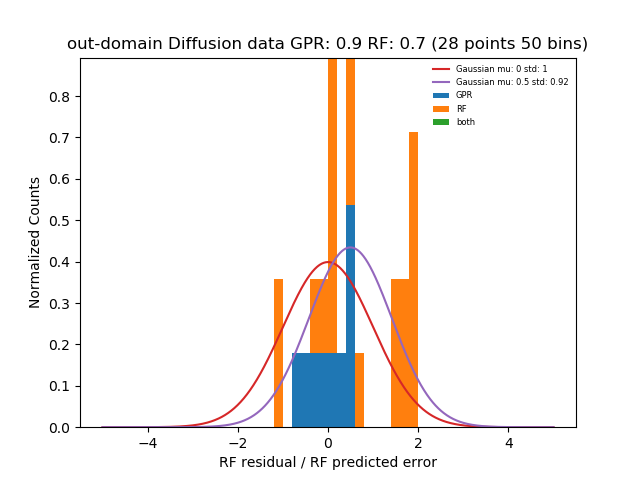 out-domain Diffusion data GPR: 0.9 RF: 0.7 (28 points 50 bins)
Gaussian mu: 0 std: 1
Gaussian mu: 0.5 std: 0.92
GPR
RF
both
Normalized Counts
0.8
0.7
0.6
0.5
0.4
0.3
0.2
0.1
0.0
−4 −2 0 2 4
RF residual / RF predicted error